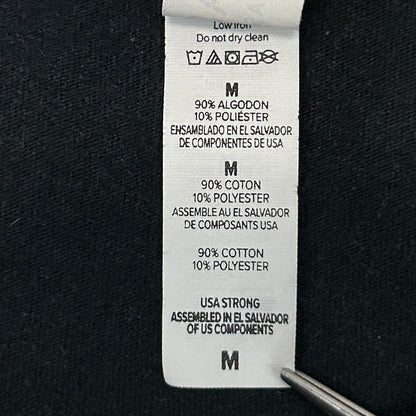 Low iron
Do not dry clean
M
90% ALGODON
10% POLIÉSTER
ENSAMBLADO EN EL SALVADOR
DE COMPONENTES DE USA
M
90% COTON
10% POLYESTER
ASSEMBLE AU EL SALVADOR
DE COMPOSANTS USA
90% COTTON
10% POLYESTER
USA STRONG
ASSEMBLED IN EL SALVADOR
OF US COMPONENTS
M